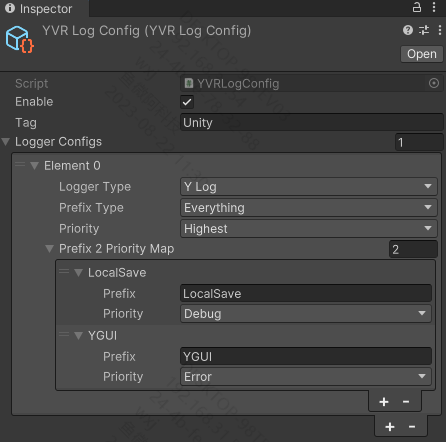 Inspector
YVR Log Config (YVR Log Config)
Open
Script YVRLogConfig
Enable
Tag Unity
Logger Configs 1
Element 0
Logger Type Y Log
Prefix Type Everything
Priority Highest
Prefix 2 Priority Map 2
LocalSave
Prefix LocalSave
Priority Debug
YGUI
Prefix YGUI
Priority Error
+ -
+ -